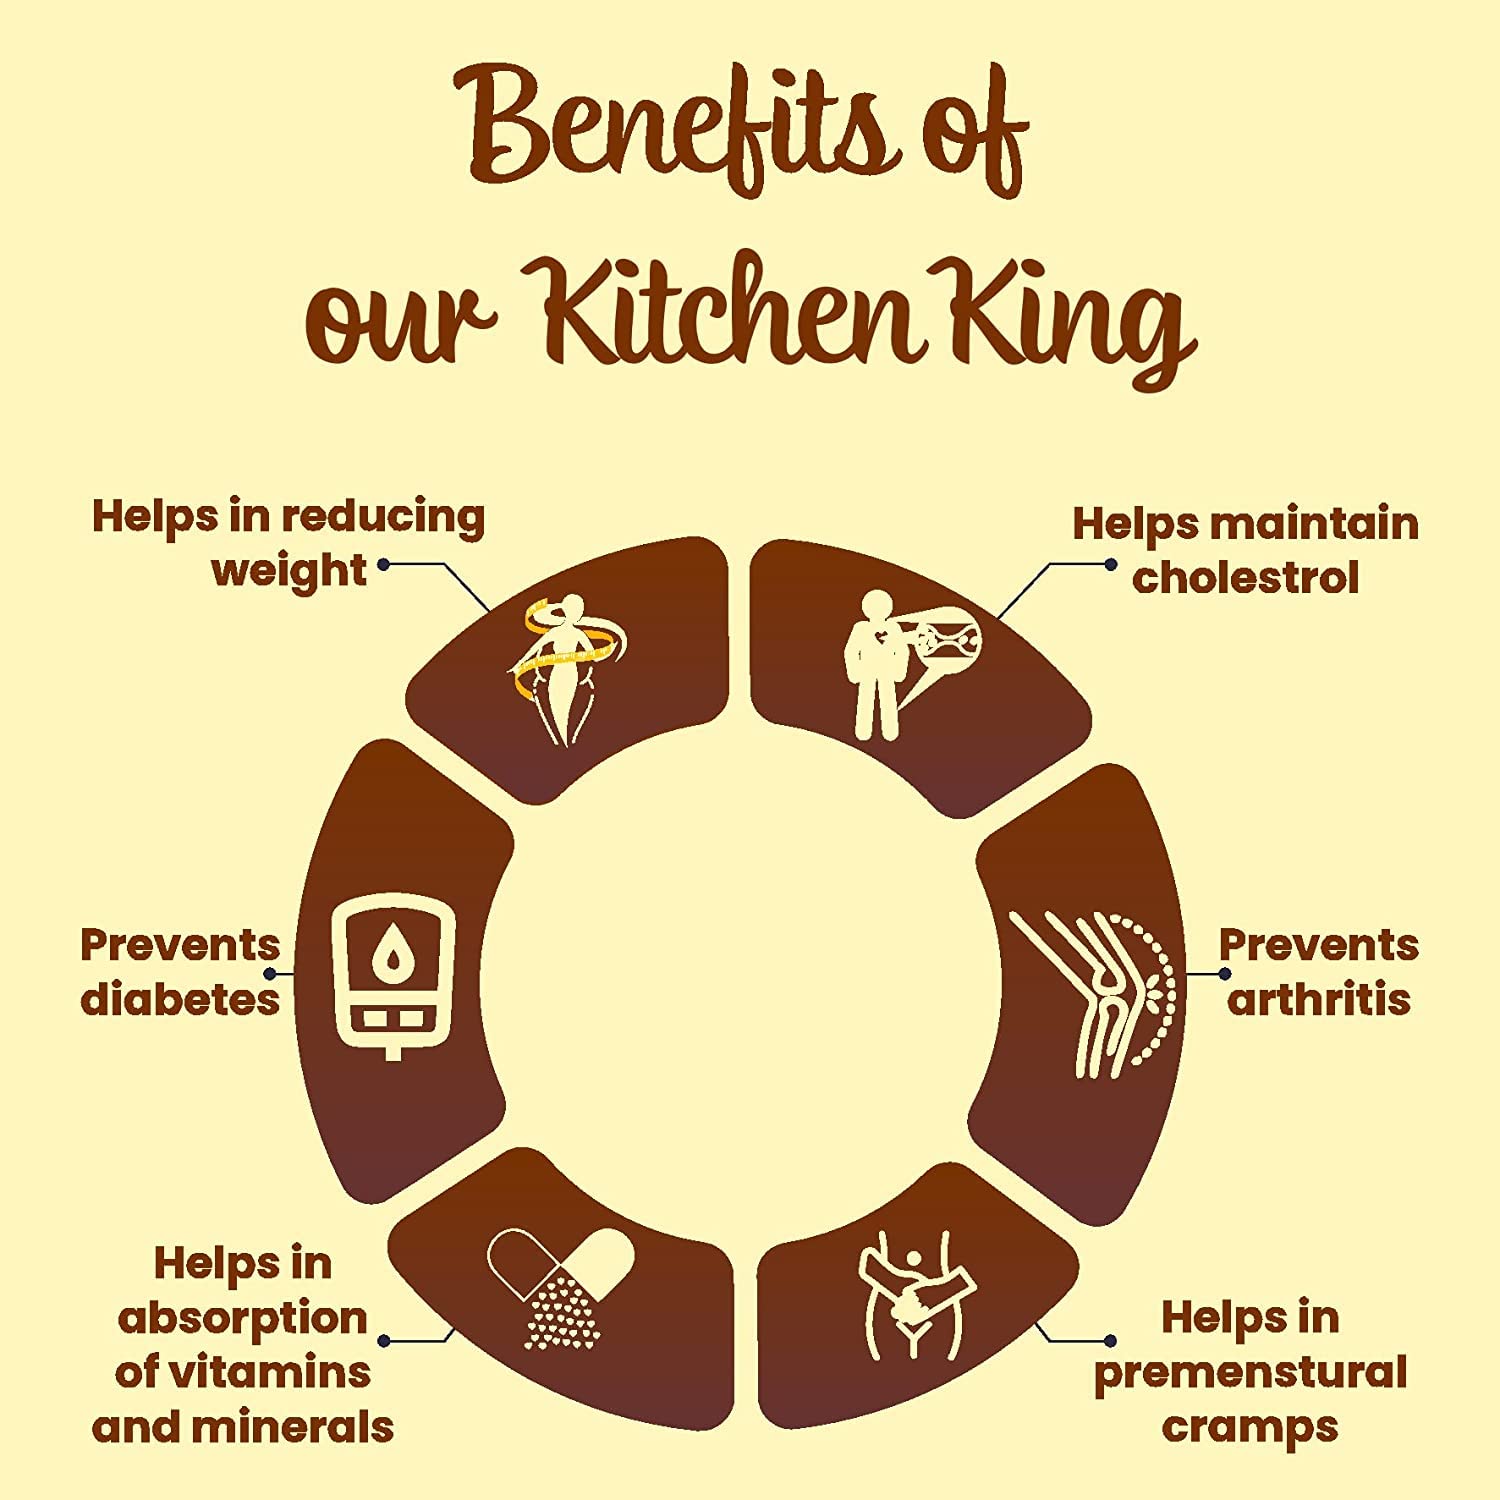 Benefits of
our Kitchen King
Helps in reducing
weight
Helps maintain
cholestrol
Prevents
diabetes
Prevents
arthritis
Helps in
absorption
of vitamins
and minerals
Helps in
premenstural
cramps